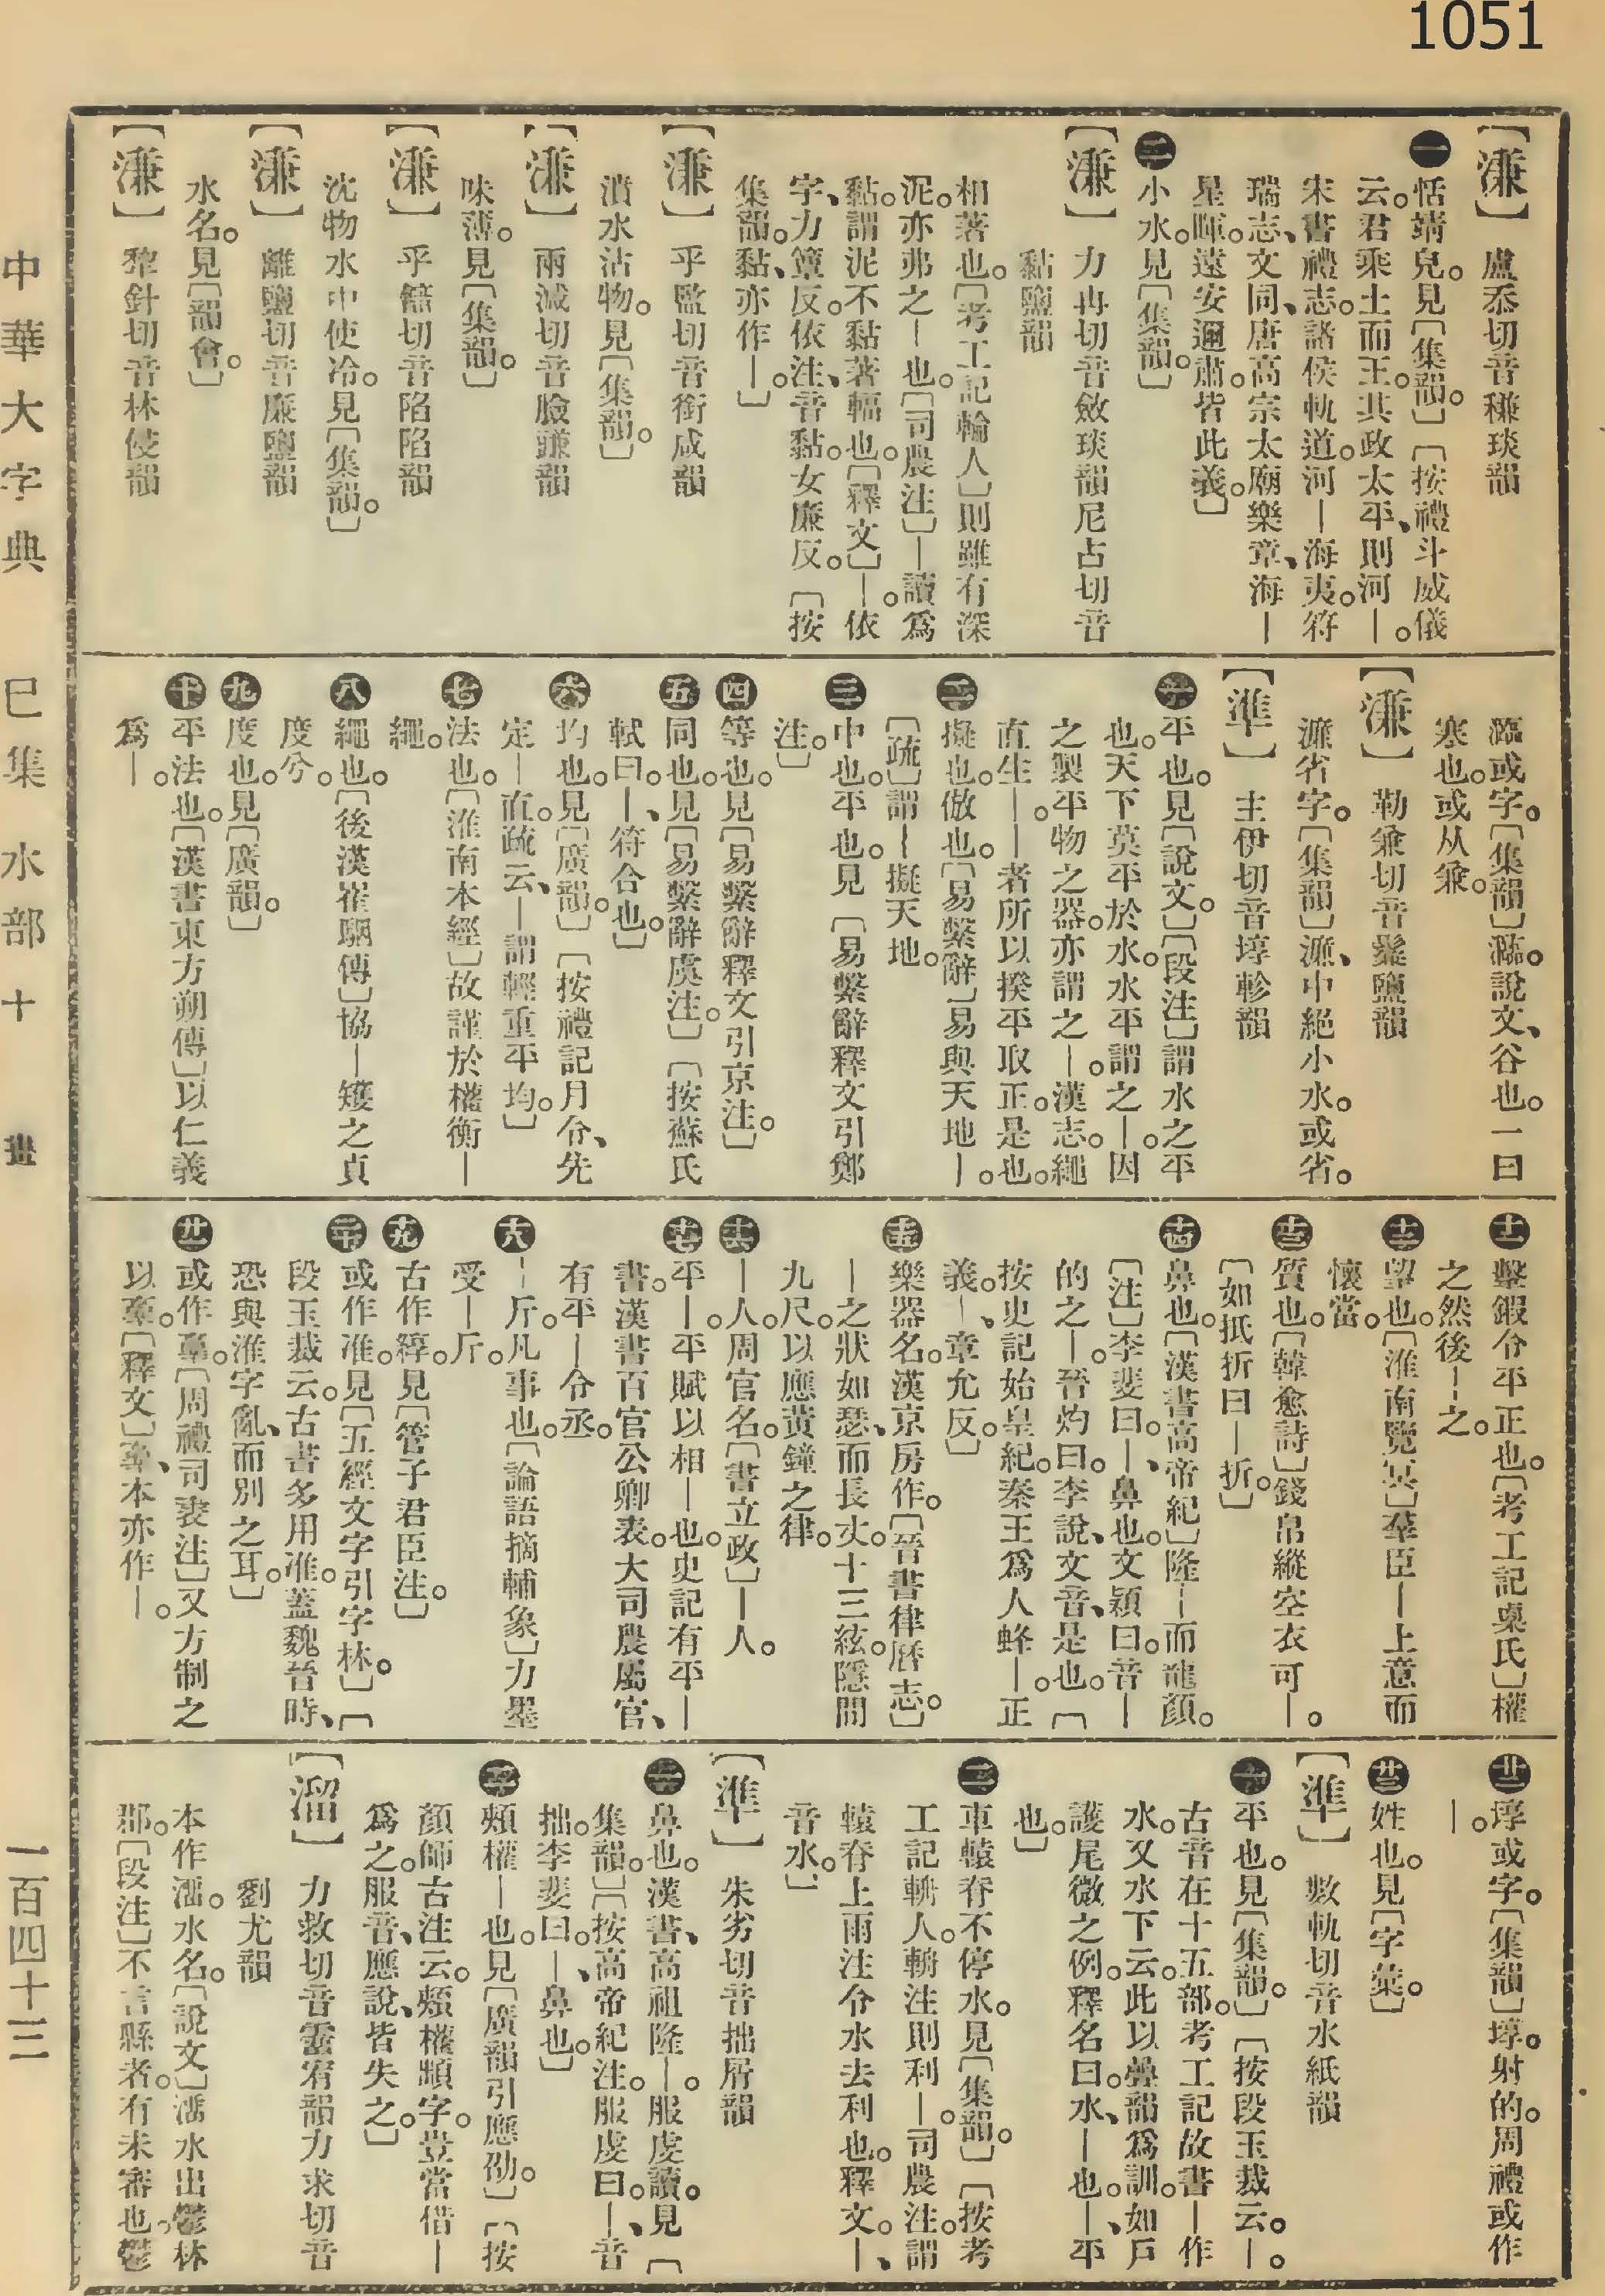 1051
【溓】盧忝切音稴琰韻
㊀恬靖皃。見〔集韻。〕〔按禮斗威儀
云。君乘土而王。其政太平、則河—。
宋書禮志。諸侯軌道。河—海夷。符
瑞志、文同、唐高宗太廟樂章、海—
星暉。遠安邇肅。皆此義。〕
㊁小水。見〔集韻。〕
【溓】力冉切音斂琰韻尼占切音
黏鹽韻
相著也。〔考工記輪人〕則雖有深
泥。亦弗之—也。〔司農注〕—讀爲
黏。謂泥不黏著輻也。〔釋文〕—。依
字、力簟反。依注、音黏。女廉反。〔按
集韻。黏、亦作—。〕
【溓】乎監切音銜咸韻
漬水沾物。見〔集韻。〕
【溓】兩減切音臉豏韻
味薄。見〔集韻。〕
【溓】乎韽切音陷陷韻
沈物水中使冷。見〔集韻。〕
【溓】離鹽切音廉鹽韻
水名。見〔韻會。〕
【溓】黎針切音林侵韻
瀶或字。〔集韻〕瀶。說文、谷也。一曰
寒也。或从兼。
【溓】勒兼切音鬑鹽韻
濂省字。〔集韻〕濂、中絕小水。或省。
【準】主伊切音埻軫韻
㊀平也。見〔說文。〕〔段注〕謂水之平
也。天下莫平於水。水平謂之—。因
之製平物之器。亦謂之—。漢志。繩
直生—。—者所以揆平取正。是也。
㊁擬也。倣也。〔易繫辭〕易與天地—。
〔疏〕謂—擬天地。
㊂中也。平也。見〔易繫辭釋文引鄭
注。〕
㊃等也。見〔易繫辭釋文引京注。〕
㊄同也。見〔易繫辭虞注。〕〔按蘇氏
軾曰。—、符合也。〕
㊅均也。見〔廣韻。〕〔按禮記月令、先
定—直。疏云、—謂輕重平均。〕
㊆法也。〔淮南本經〕故謹於權衡—
繩。
㊇繩也。〔後漢崔駰傳〕協—矱之貞
度兮。
㊈度也。見〔廣韻。〕
㊉平法也。〔漢書東方朔傳〕以仁義
爲—。
⓫擊鍜令平正也。〔考工記㮚氏〕權
之然後—之。
⓬望也。〔淮南覽冥〕羣臣—上意而
懷當。
⓭質也。〔韓愈詩〕錢帛縱空衣可—。
〔如抵折曰—折。〕
⓮鼻也。〔漢書高帝紀〕隆—而龍顏。
〔注〕李斐曰。—、鼻也。文穎曰。音—
的之—。晉灼曰。李說、文音、是也。〔
按史記始皇紀。秦王爲人蜂—。正
義。—、章允反。〕
⓯樂器名。漢京房作。〔晉書律曆志。〕
—之狀如瑟、而長丈。十三絃。隱間
九尺。以應黃鐘之律。
⓰—人。周官名。〔書立政〕—人。
⓱平—。平賦以相—也。史記有平—
書。漢書百官公卿表。大司農屬官、
有平—令丞。
⓲—斤。凡事也。〔論語摘輔象〕力墨
受—斤。
⓳古作𦄻。見〔管子君臣注。〕
⓴或作准。見〔五經文字引字林。〕〔
段玉裁云。古書多用准。蓋魏晉時、
恐與淮字亂、而別之耳。〕
㉑或作𩫏。〔周禮司裘注〕又方制之
以𩫏。〔釋文〕𩫏、本亦作—。
㉒埻或字。〔集韻〕埻。射的。周禮或作
—。
㉓姓也。見〔字彙。〕
【準】數軌切音水紙韻
㊀平也。見〔集韻。〕〔按段玉裁云。—。
古音在十五部。考工記故書—作
水。又水下云。此以鼻韻爲訓。如戶
護尾微之例。釋名曰。水、—也。—、平
也。〕
㊁車轅脊不停水。見〔集韻。〕〔按考
工記輈人。輈注則利—。司農注。謂
轅脊上雨注令水去利也。釋文。—、
音水。〕
【準】朱劣切音拙屑韻
㊀鼻也。漢書、高祖隆—。服虔讀。見〔
集韻。〕〔按高帝紀注。服虔曰。—、音
拙。李斐曰。—、鼻也。〕
㊁頰權—也。見〔廣韻引應劭。〕〔按
顏師古注云。頰權䪼字。豈當借—
爲之。服音、應說、皆失之。〕
【溜】力救切音霤宥韻力求切音
劉尤韻
本作澑。水名。〔說文〕澑水出鬱林
郡。〔段注〕不言縣者。有未審也。鬱
中華大字典　巳集　水部　十畫　一百四十三